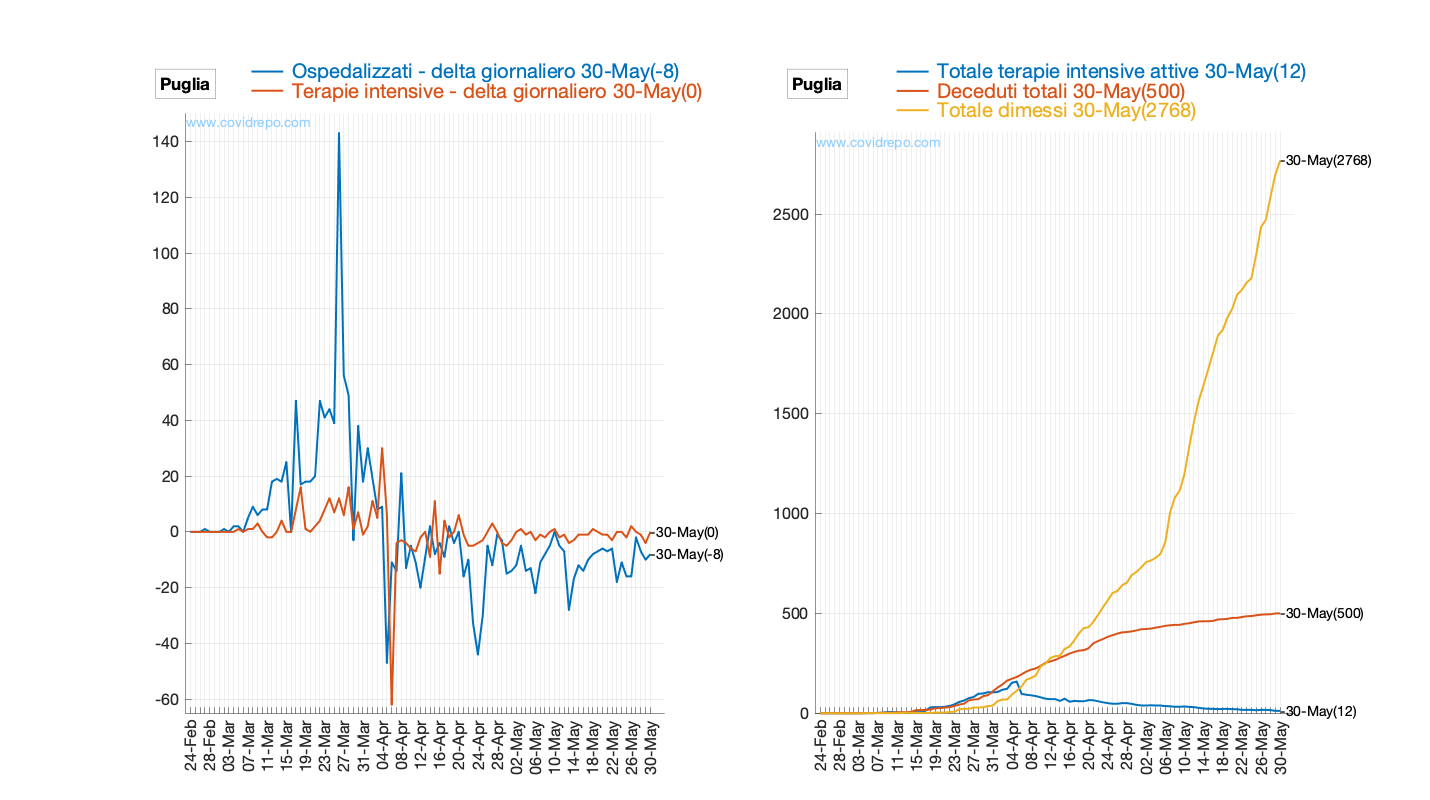 Puglia
Ospedalizzati - delta giornaliero 30-May(-8)
Terapie intensive - delta giornaliero 30-May(0)
www.covidrepo.com
140
120
100
80
60
40
20
0
-20
-40
-60
30-May(0)
30-May(-8)
24-Feb
28-Feb
03-Mar
07-Mar
11-Mar
15-Mar
19-Mar
23-Mar
27-Mar
31-Mar
04-Apr
08-Apr
12-Apr
16-Apr
20-Apr
24-Apr
28-Apr
02-May
06-May
10-May
14-May
18-May
22-May
26-May
30-May
Puglia
Totale terapie intensive attive 30-May(12)
Deceduti totali 30-May(500)
Totale dimessi 30-May(2768)
www.covidrepo.com
2500
2000
1500
1000
500
0
30-May(2768)
30-May(500)
30-May(12)
24-Feb
28-Feb
03-Mar
07-Mar
11-Mar
15-Mar
19-Mar
23-Mar
27-Mar
31-Mar
04-Apr
08-Apr
12-Apr
16-Apr
20-Apr
24-Apr
28-Apr
02-May
06-May
10-May
14-May
18-May
22-May
26-May
30-May